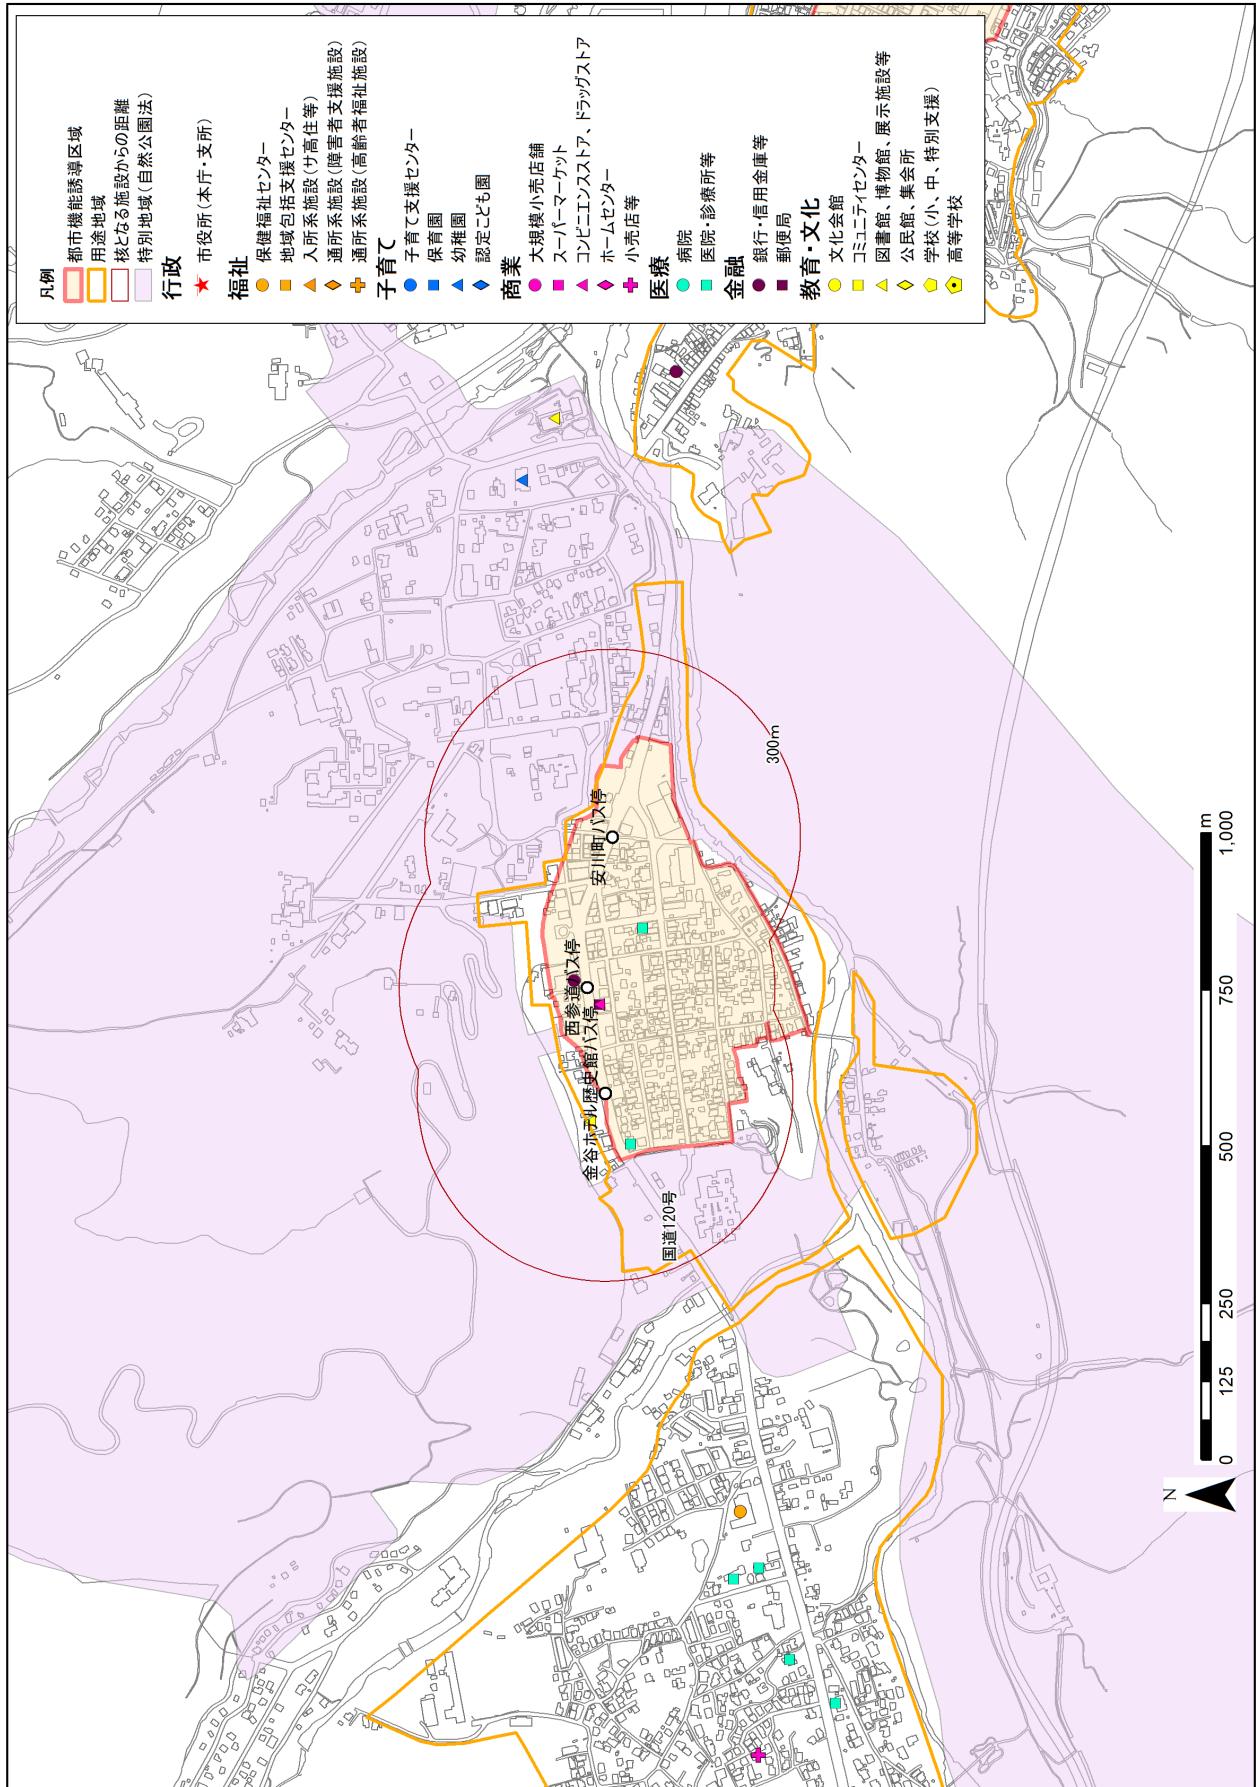 凡例
都市機能誘導区域
用途地域
核となる施設からの距離
特別地域(自然公園法)
行政
市役所(本庁・支所)
福祉
保健福祉センター
地域包括支援センター
入所系施設(サ高住等)
通所系施設(障害者支援施設)
通所系施設(高齢者福祉施設)
子育て
子育て支援センター
保育園
幼稚園
認定こども園
商業
大規模小売店舗
スーパーマーケット
コンビニエンスストア、ドラッグストア
ホームセンター
小売店等
医療
病院
医院・診療所等
金融
銀行・信用金庫等
郵便局
教育・文化
文化会館
コミュニティセンター
図書館、博物館、展示施設等
公民館、集会所
学校(小、中、特別支援)
高等学校
金谷ホテル歴史館バス停
西参道バス停
安川町バス停
国道120号
300m
N
0 125 250 500 750 1,000
m